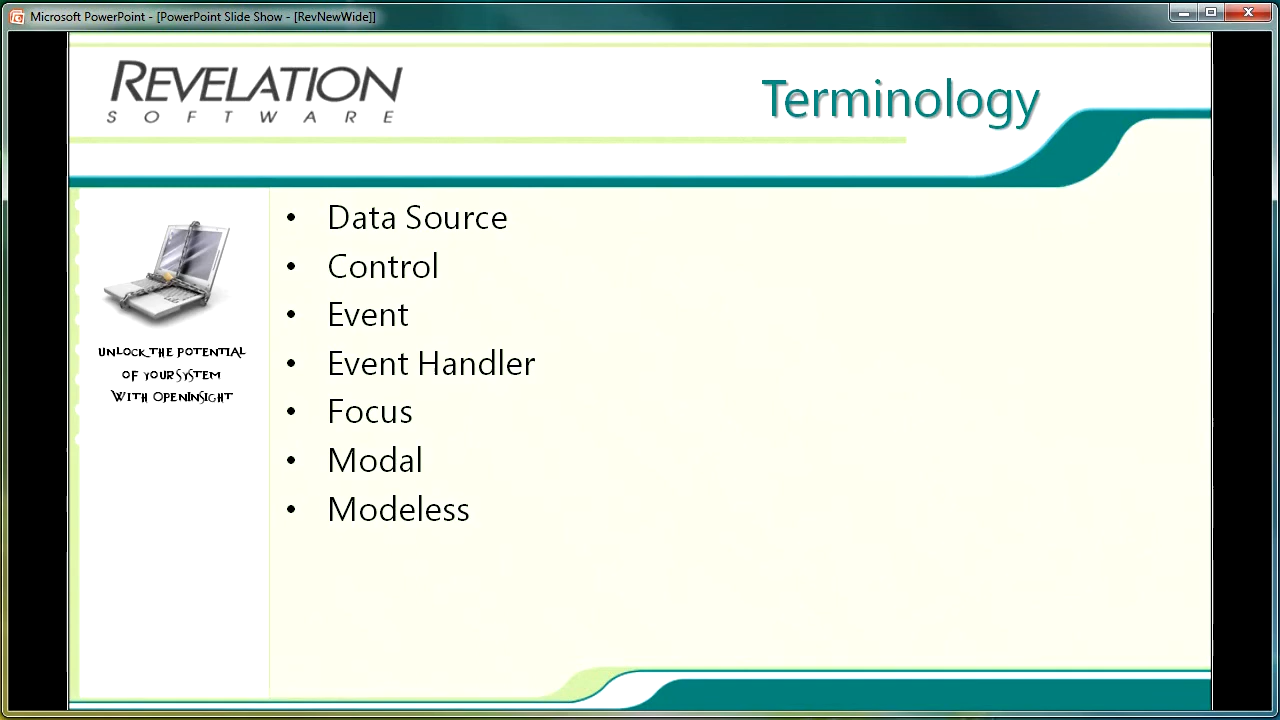 Microsoft PowerPoint - [PowerPoint Slide Show - [RevNewWide]]
REVELATION
SOFTWARE
Terminology
• Data Source
• Control
• Event
• Event Handler
• Focus
• Modal
• Modeless
UNLOCK THE POTENTIAL
OF YOUR SYSTEM
WITH OPENINSIGHT